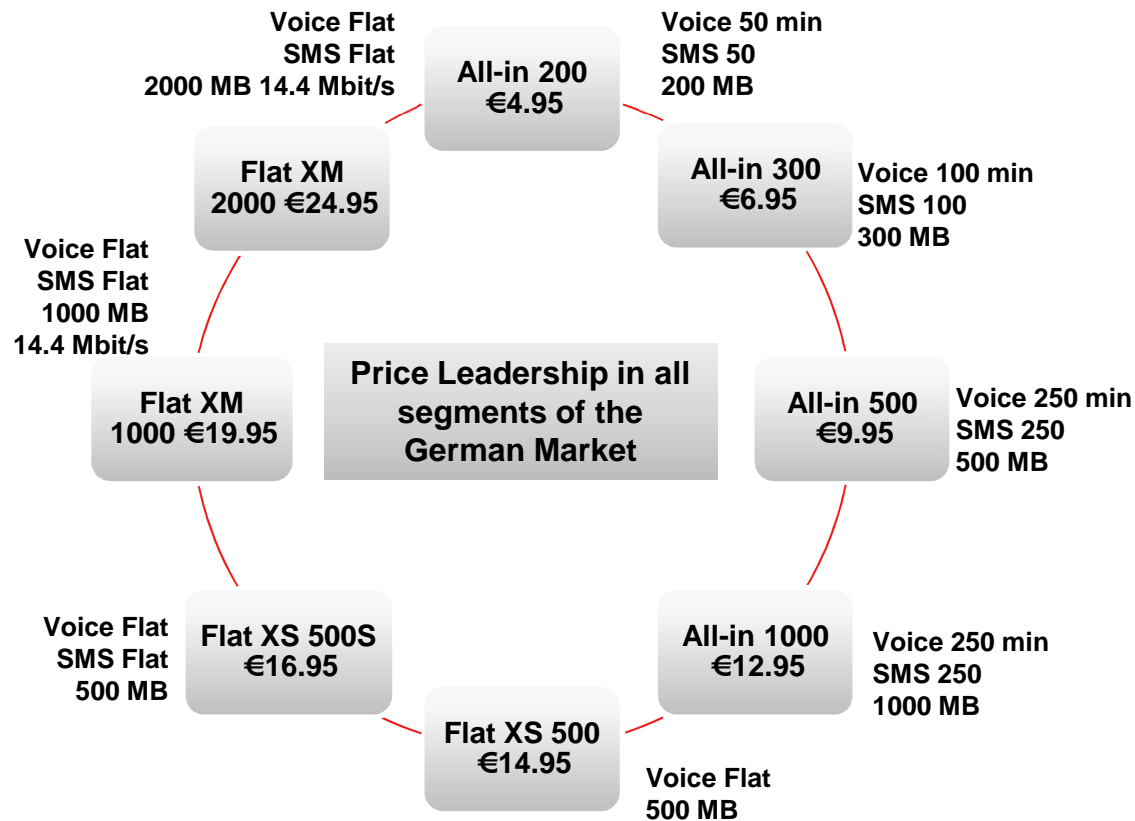 Voice Flat
SMS Flat
2000 MB 14.4 Mbit/s
All-in 200
€4.95
Voice 50 min
SMS 50
200 MB
Flat XM
2000 €24.95
All-in 300
€6.95
Voice 100 min
SMS 100
300 MB
Voice Flat
SMS Flat
1000 MB
14.4 Mbit/s
Flat XM
1000 €19.95
Price Leadership in all
segments of the
German Market
All-in 500
€9.95
Voice 250 min
SMS 250
500 MB
Voice Flat
SMS Flat
500 MB
Flat XS 500S
€16.95
All-in 1000
€12.95
Voice 250 min
SMS 250
1000 MB
Flat XS 500
€14.95
Voice Flat
500 MB